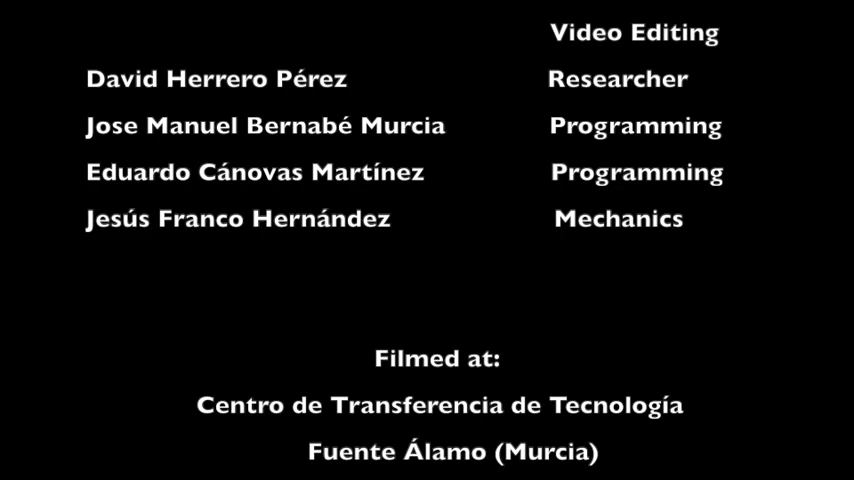 Video Editing
David Herrero Pérez Researcher
Jose Manuel Bernabé Murcia Programming
Eduardo Cánovas Martínez Programming
Jesús Franco Hernández Mechanics
Filmed at:
Centro de Transferencia de Tecnología
Fuente Álamo (Murcia)